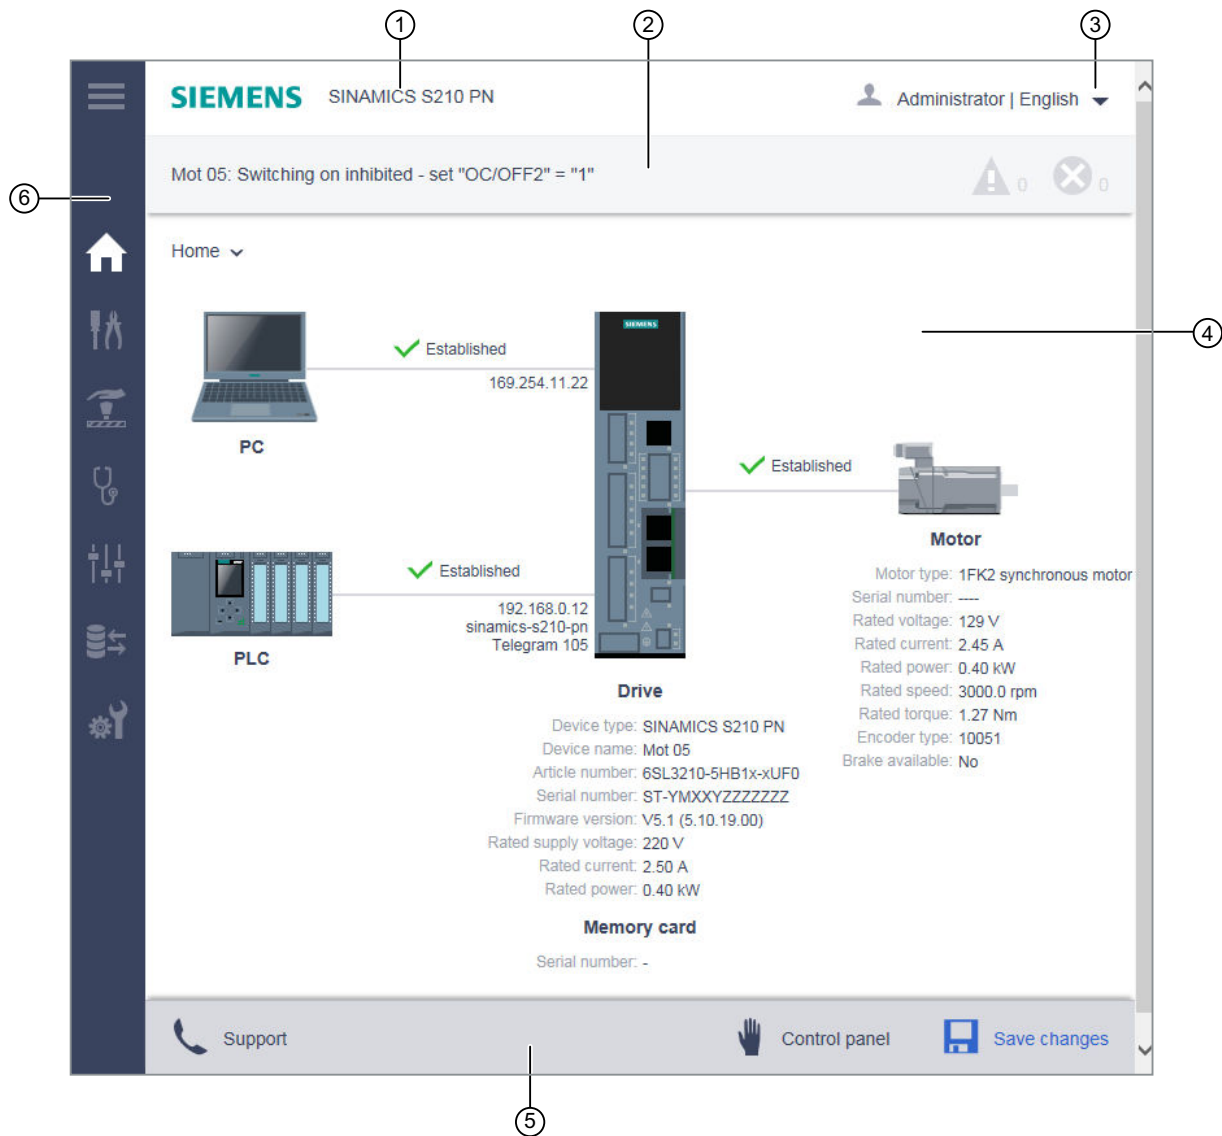 1
2
3
SIEMENS SINAMICS S210 PN Administrator | English
Mot 05: Switching on inhibited - set "OC/OFF2" = "1" 0 0
6
Home
SIEMENS
4
Established
169.254.11.22
PC
Established
Motor
Motor type: 1FK2 synchronous motor
Serial number: ----
Rated voltage: 129 V
Rated current: 2.45 A
Rated power: 0.40 kW
Rated speed: 3000.0 rpm
Rated torque: 1.27 Nm
Encoder type: 10051
Brake available: No
Established
192.168.0.12
sinamics-s210-pn
Telegram 105
PLC
Drive
Device type: SINAMICS S210 PN
Device name: Mot 05
Article number: 6SL3210-5HB1x-xUF0
Serial number: ST-YMXXYZZZZZZZ
Firmware version: V5.1 (5.10.19.00)
Rated supply voltage: 220 V
Rated current: 2.50 A
Rated power: 0.40 kW
Memory card
Serial number: -
Support Control panel Save changes
5